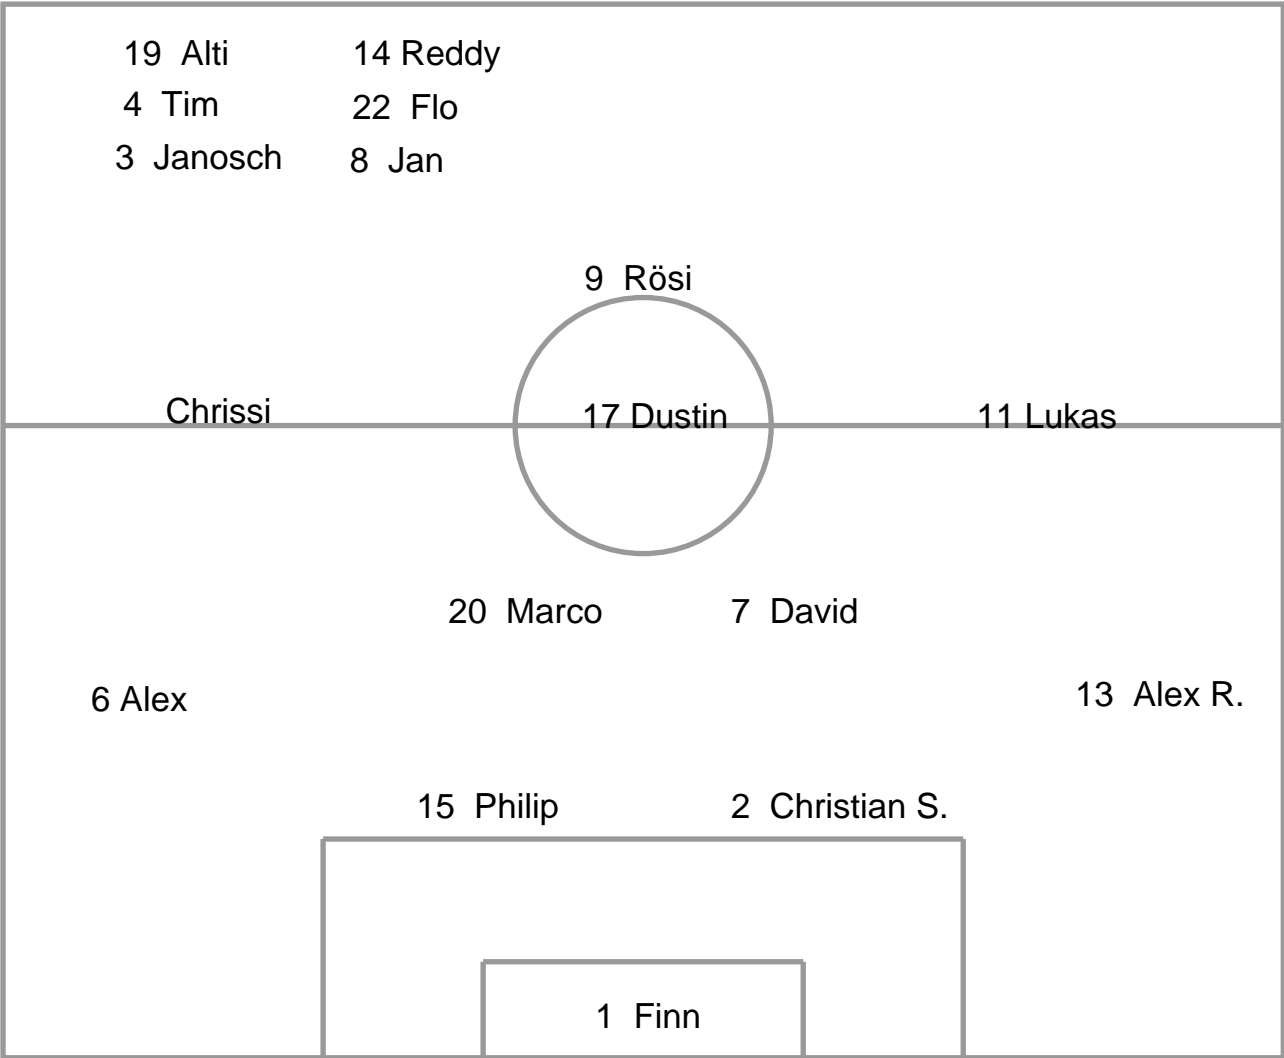 19 Alti 14 Reddy
4 Tim 22 Flo
3 Janosch 8 Jan
9 Rösi
Chrissi 17 Dustin 11 Lukas
20 Marco 7 David
6 Alex 13 Alex R.
15 Philip 2 Christian S.
1 Finn